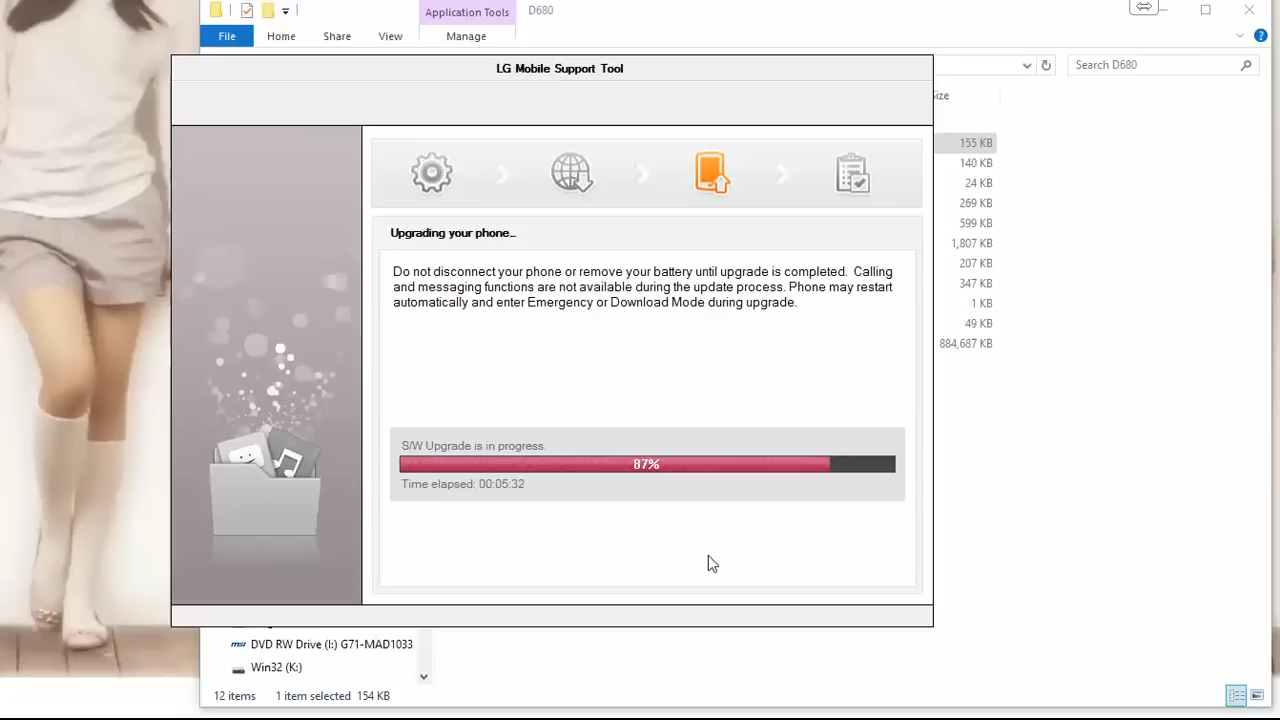 Application Tools
D680
File
Home
Share
View
Manage
Search D680
LG Mobile Support Tool
Size
155 KB
140 KB
24 KB
269 KB
599 KB
1,807 KB
207 KB
347 KB
1 KB
49 KB
884,687 KB
Upgrading your phone...
Do not disconnect your phone or remove your battery until upgrade is completed. Calling
and messaging functions are not available during the update process. Phone may restart
automatically and enter Emergency or Download Mode during upgrade.
S/W Upgrade is in progress.
87%
Time elapsed: 00:05:32
msi DVD RW Drive (I:) G71-MAD1033
Win32 (K:)
12 items 1 item selected 154 KB